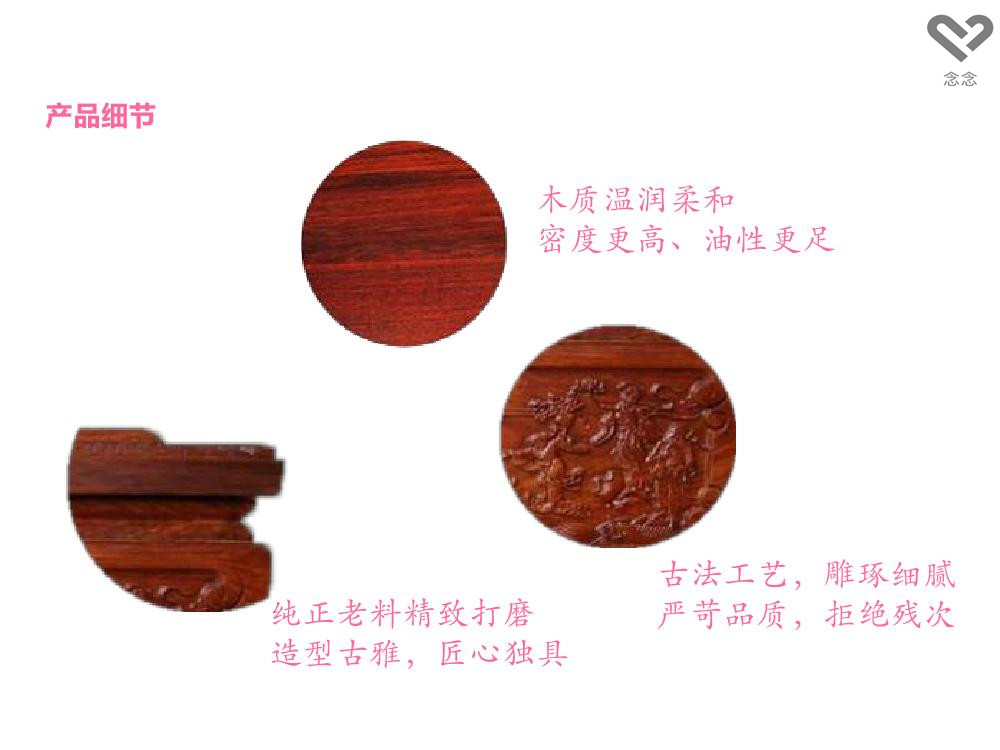 念念
产品细节
木质温润柔和
密度更高、油性更足
古法工艺，雕琢细腻
严苛品质，拒绝残次
纯正老料精致打磨
造型古雅，匠心独具